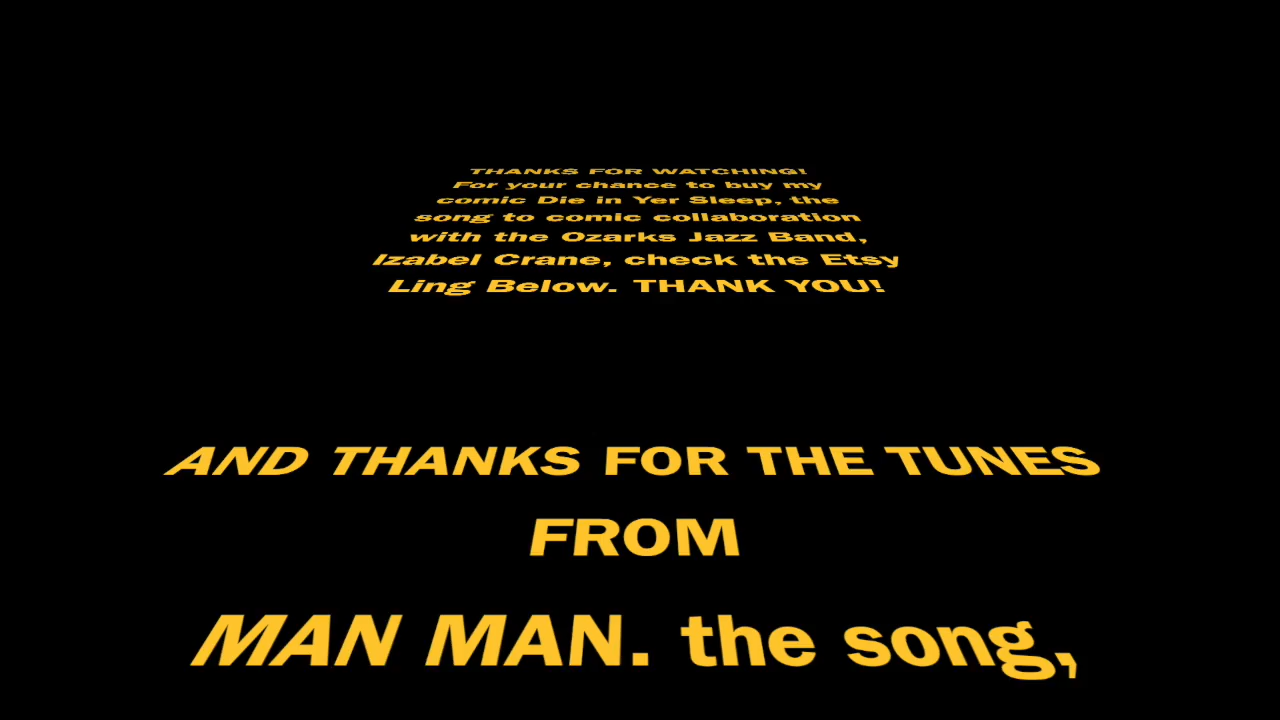 THANKS FOR WATCHING!
For your chance to buy my
comic Die in Yer Sleep, the
song to comic collaboration
with the Ozarks Jazz Band,
Izabel Crane, check the Etsy
Ling Below. THANK YOU!
AND THANKS FOR THE TUNES
FROM
MAN MAN. the song,